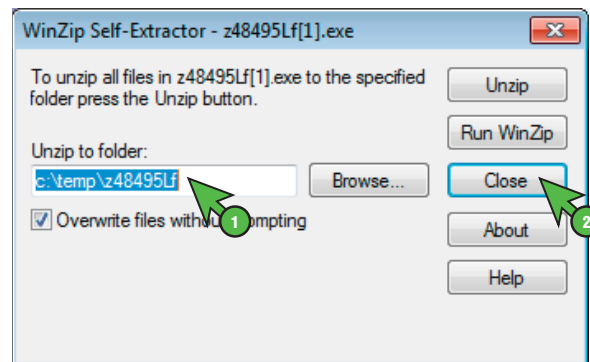 WinZip Self-Extractor - z48495Lf[1].exe
To unzip all files in z48495Lf[1].exe to the specified
folder press the Unzip button.
Unzip
Run WinZip
Unzip to folder:
c:\temp\z48495Lf
Browse...
Close
Overwrite files without prompting
1
2
About
Help